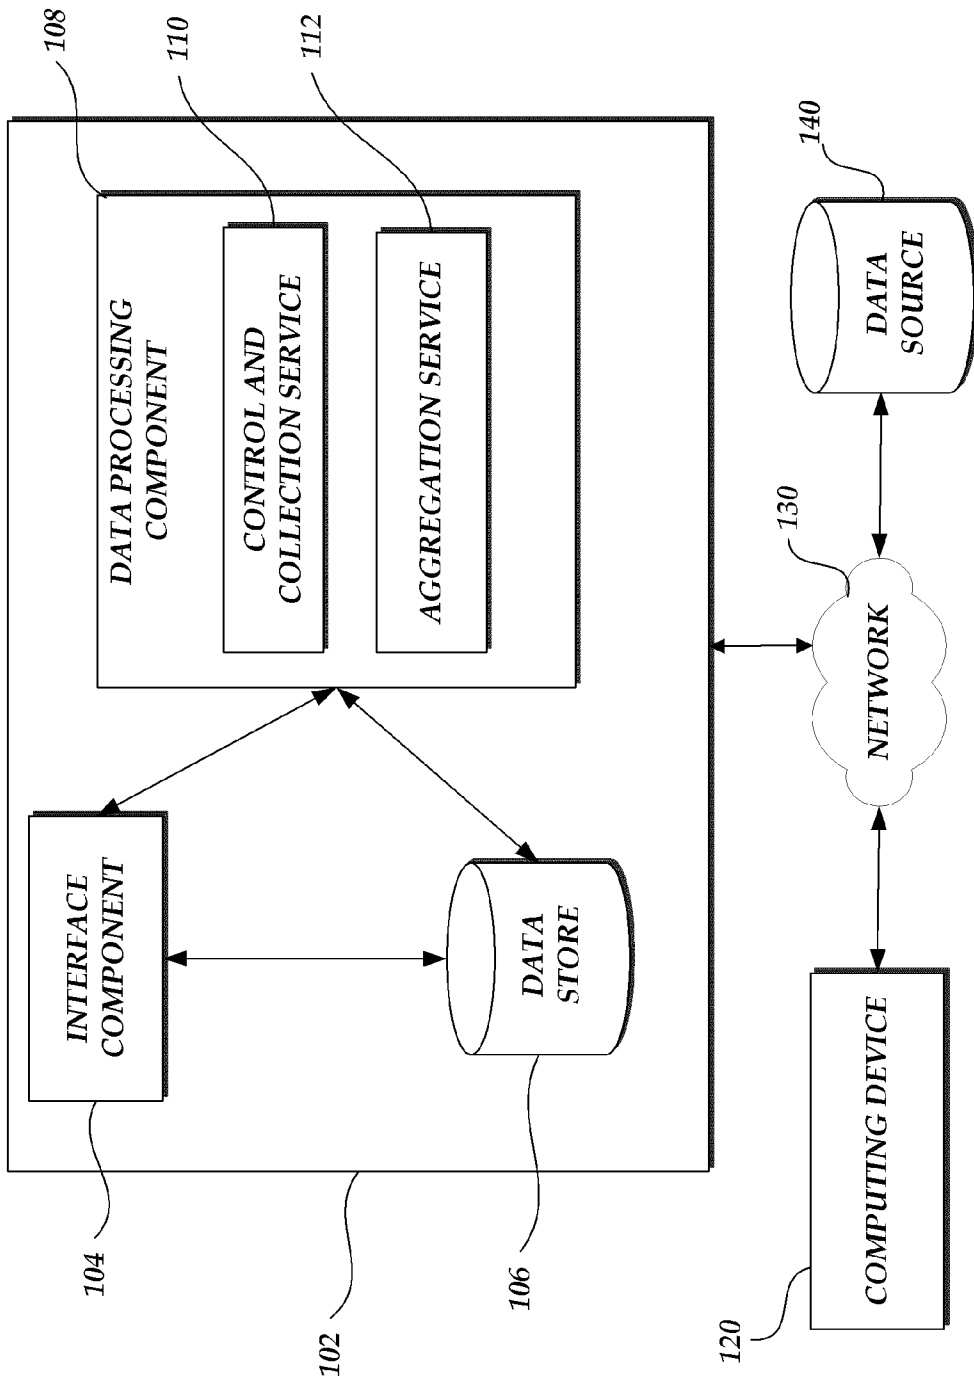 108
110
112
DATA PROCESSING
COMPONENT
CONTROL AND
COLLECTION SERVICE
AGGREGATION SERVICE
INTERFACE
COMPONENT
104
DATA
STORE
106
102
140
DATA
SOURCE
130
NETWORK
COMPUTING DEVICE
120